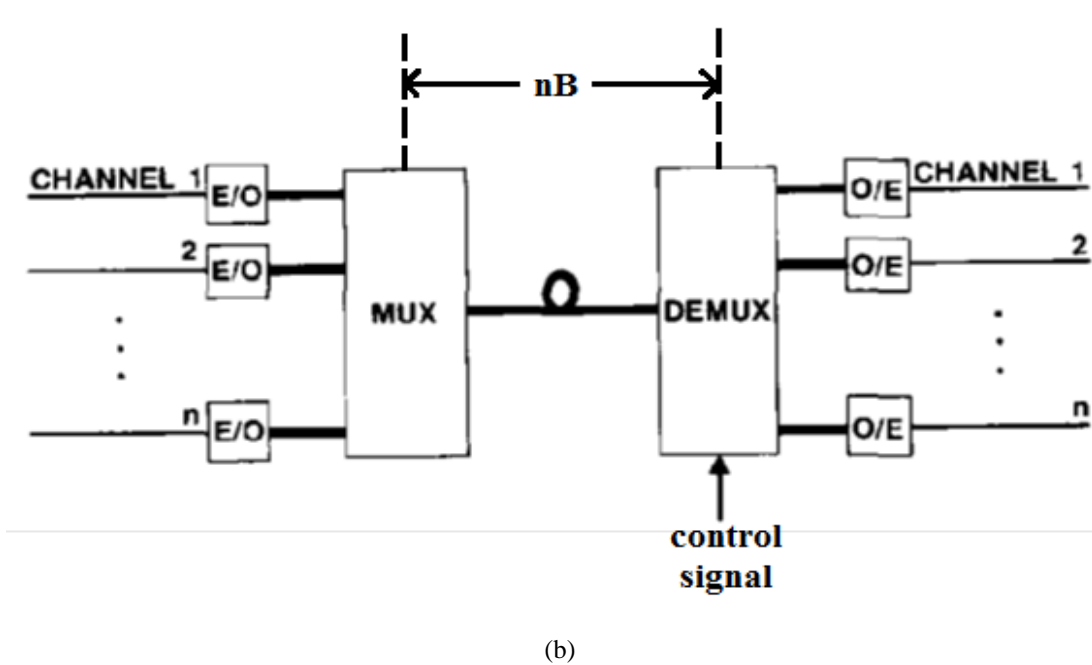 nB
CHANNEL 1 E/O O/E CHANNEL 1
2 E/O O/E 2
MUX DEMUX
n E/O O/E n
control
signal
(b)